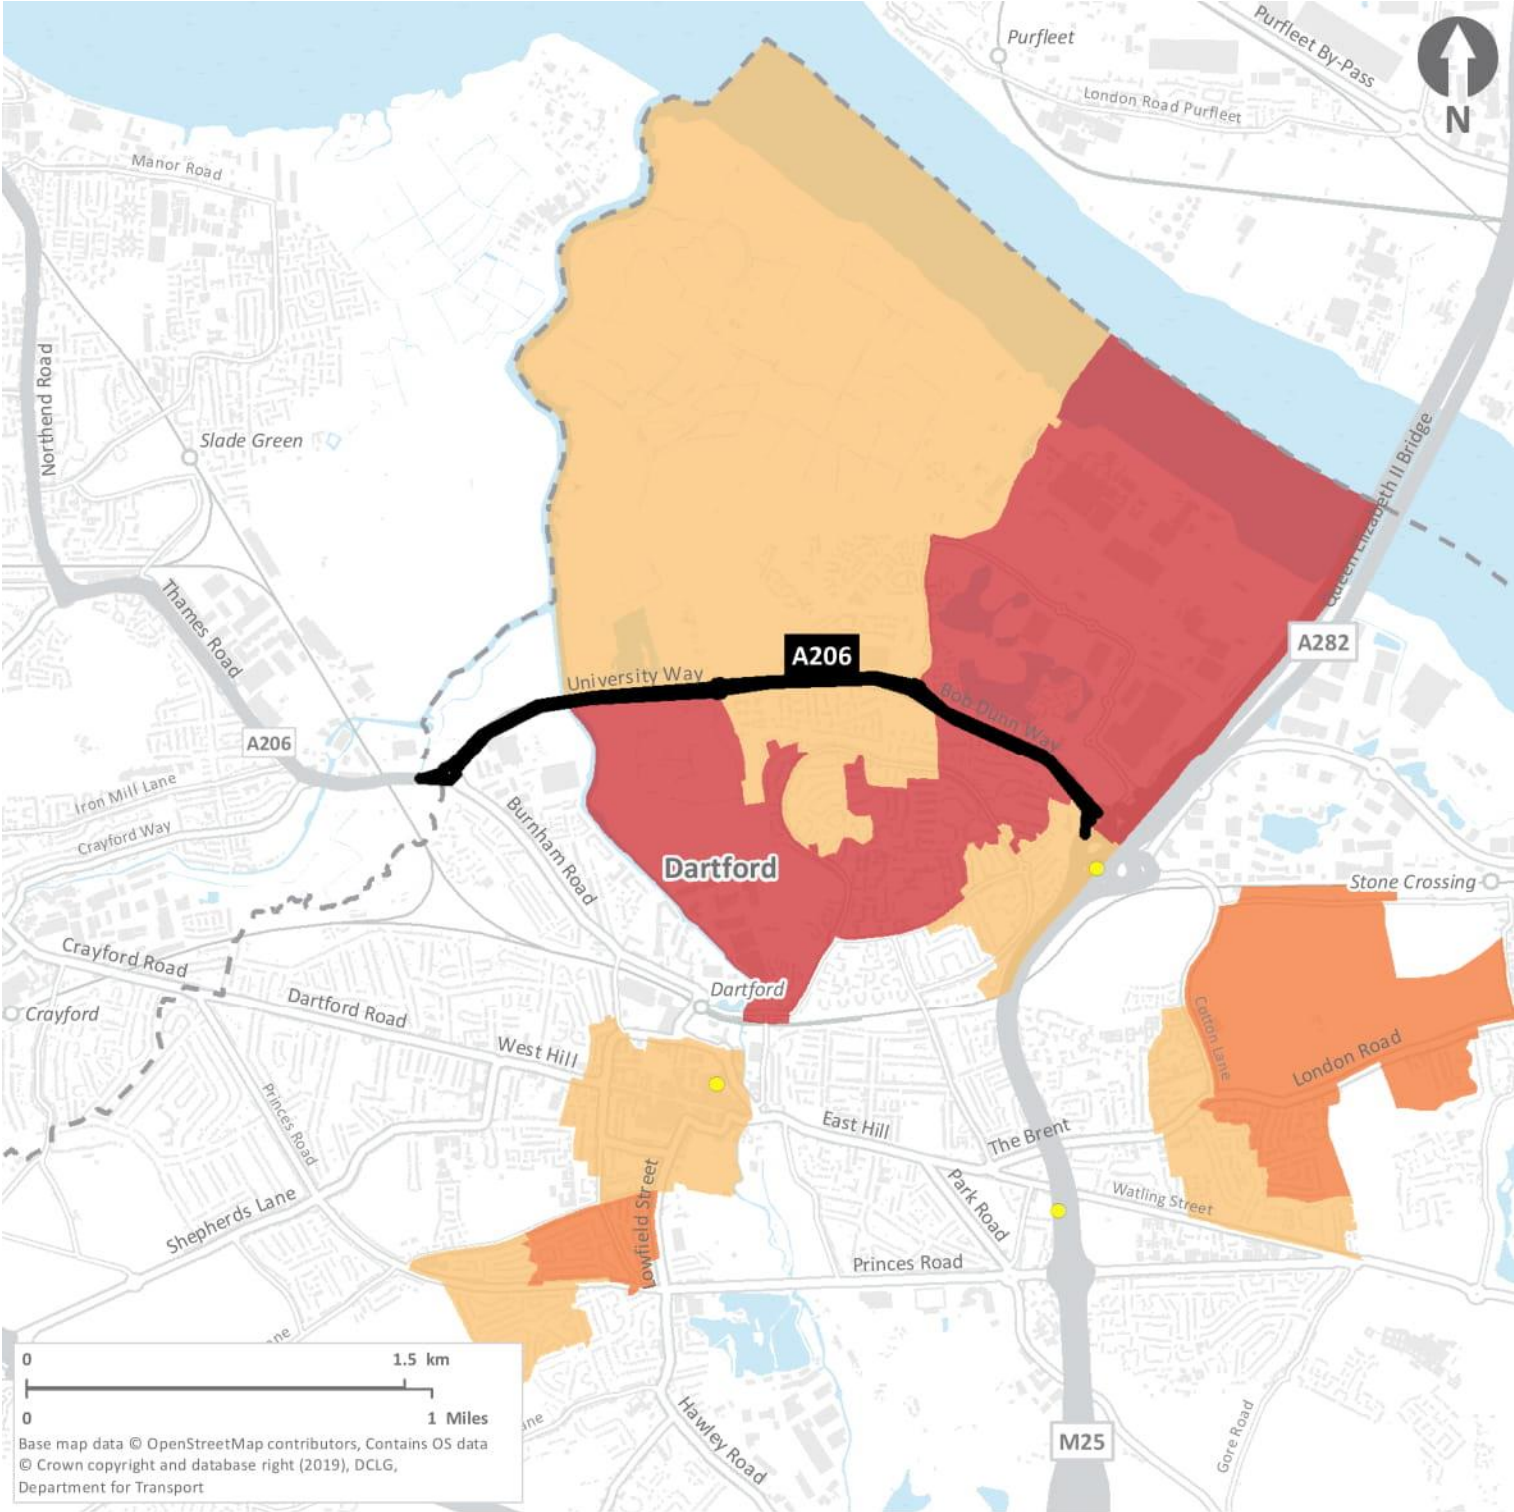 Purfleet By-Pass
Purfleet
London Road Purfleet
N
Manor Road
Northend Road
Slade Green
Queen Elizabeth II Bridge
Thames Road
A282
A206
University Way
Bob Dunn Way
A206
Iron Mill Lane
Crayford Way
Burnham Road
Dartford
Stone Crossing
Crayford Road
Dartford
Crayford
Dartford Road
West Hill
Cotton Lane
London Road
Princes Road
East Hill
The Brent
Park Road
Watling Street
Shepherds Lane
Lowfield Street
Princes Road
ne
0 1.5 km
0 1 Miles
ane
Hawley Road
M25
Gore Road
Base map data © OpenStreetMap contributors, Contains OS data
© Crown copyright and database right (2019), DCLG,
Department for Transport